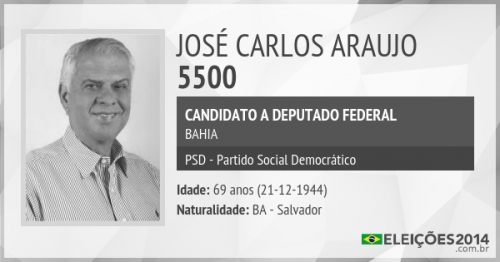 JOSÉ CARLOS ARAUJO
5500
CANDIDATO A DEPUTADO FEDERAL
BAHIA
PSD - Partido Social Democrático
Idade: 69 anos (21-12-1944)
Naturalidade: BA - Salvador
ELEIÇÕES2014
.com.br